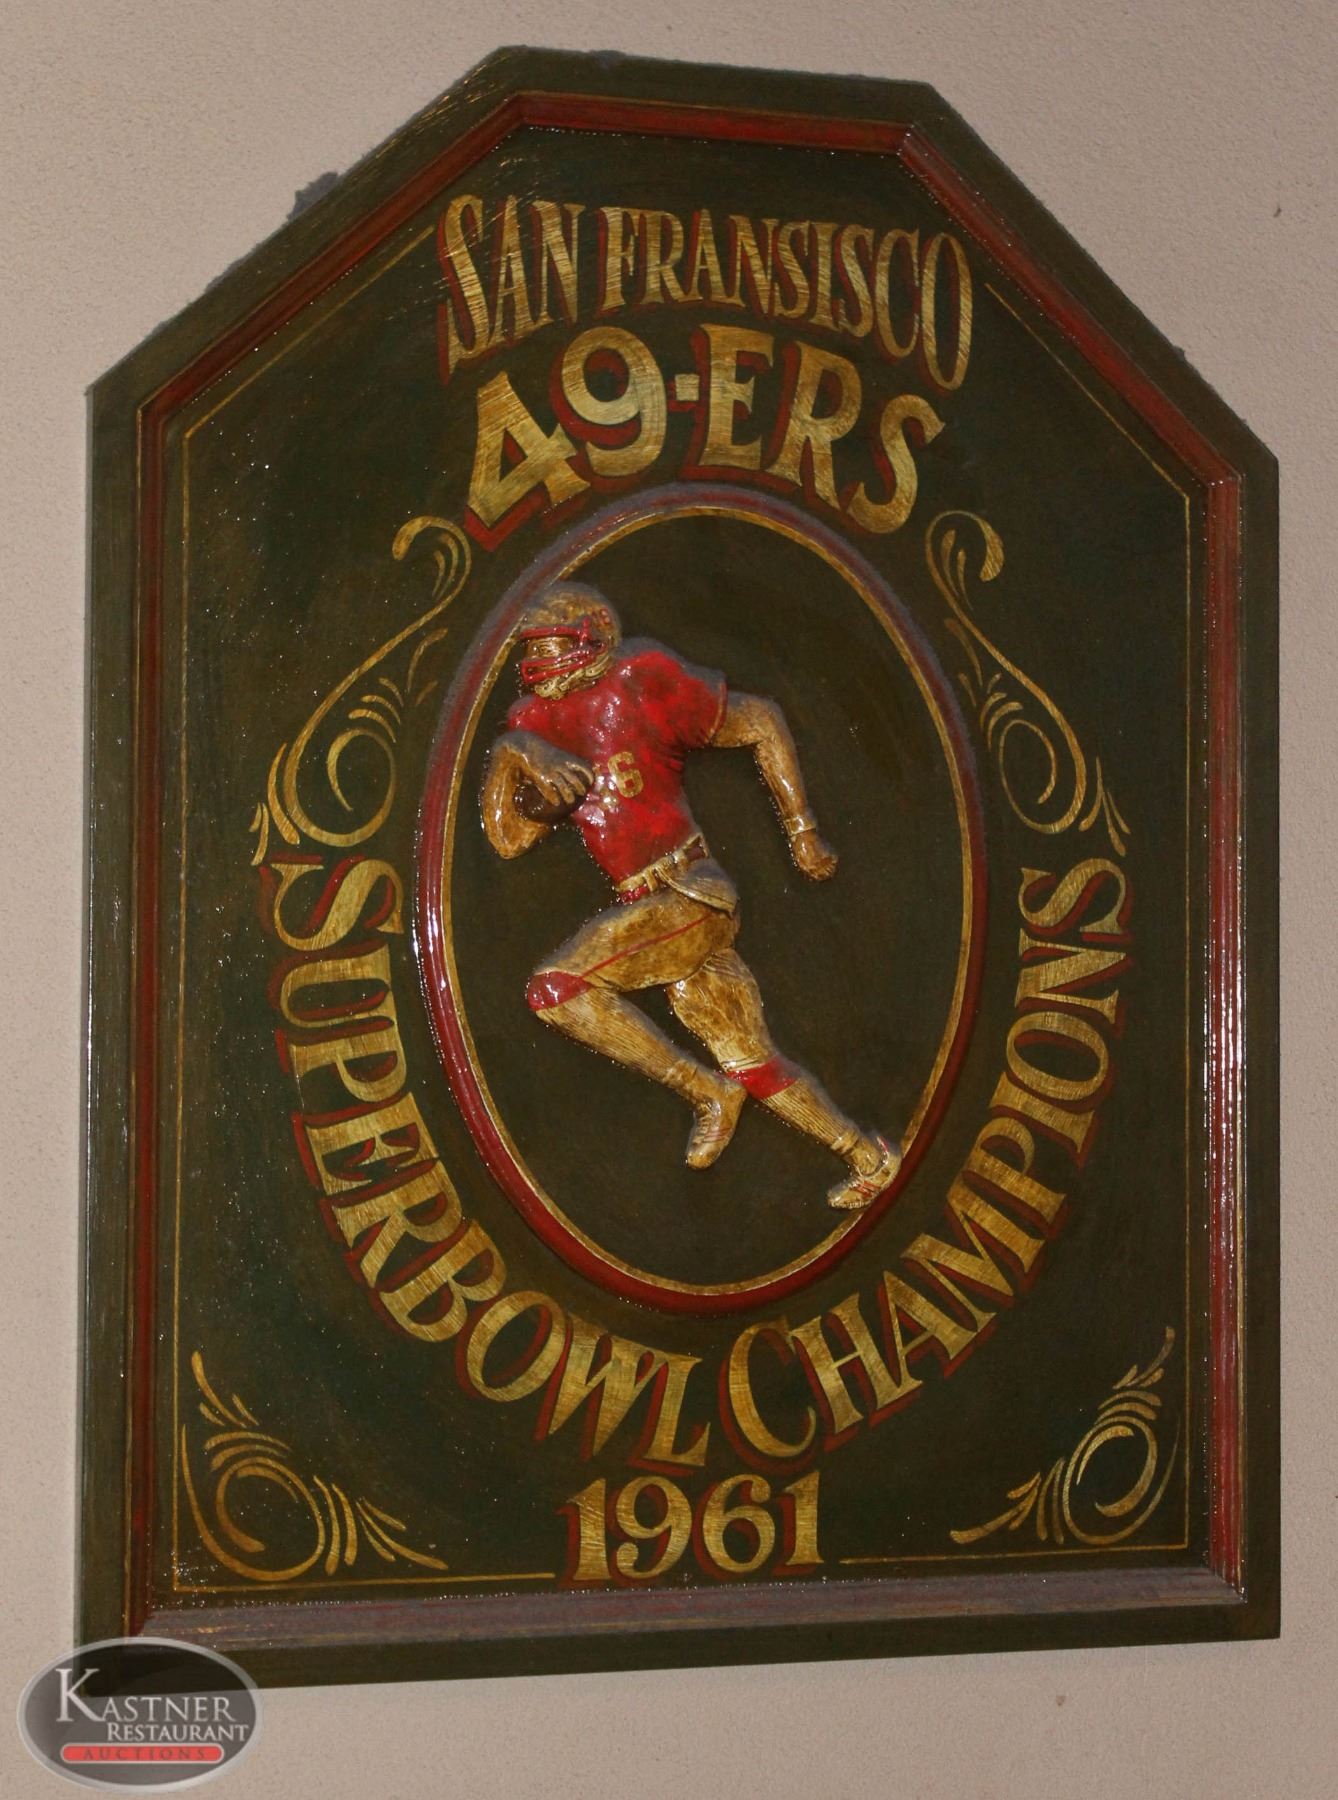 SAN FRANSISCO
49-ERS
6
SUPERBOWL CHAMPIONS
1961
KASTNER
RESTAURANT
AUCTIONS